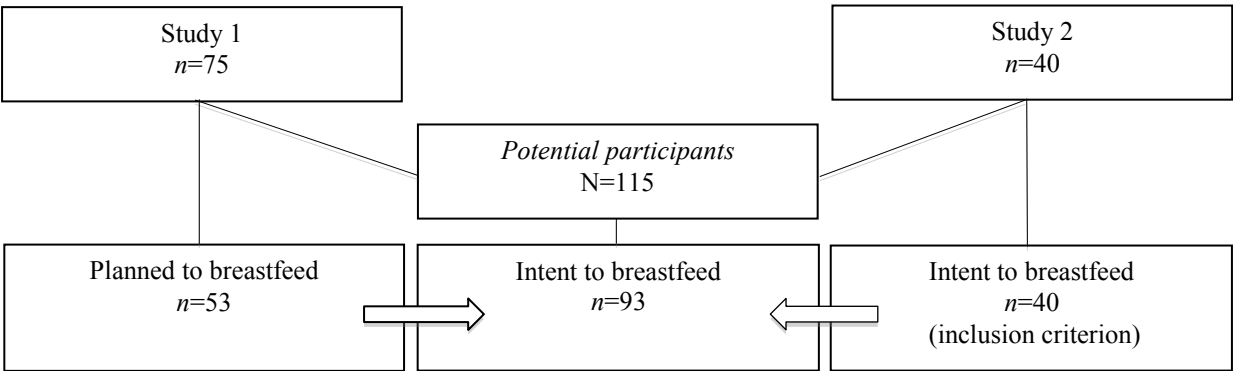 Study 1
n=75
Study 2
n=40
Potential participants
N=115
Planned to breastfeed
n=53
Intent to breastfeed
n=93
Intent to breastfeed
n=40
(inclusion criterion)